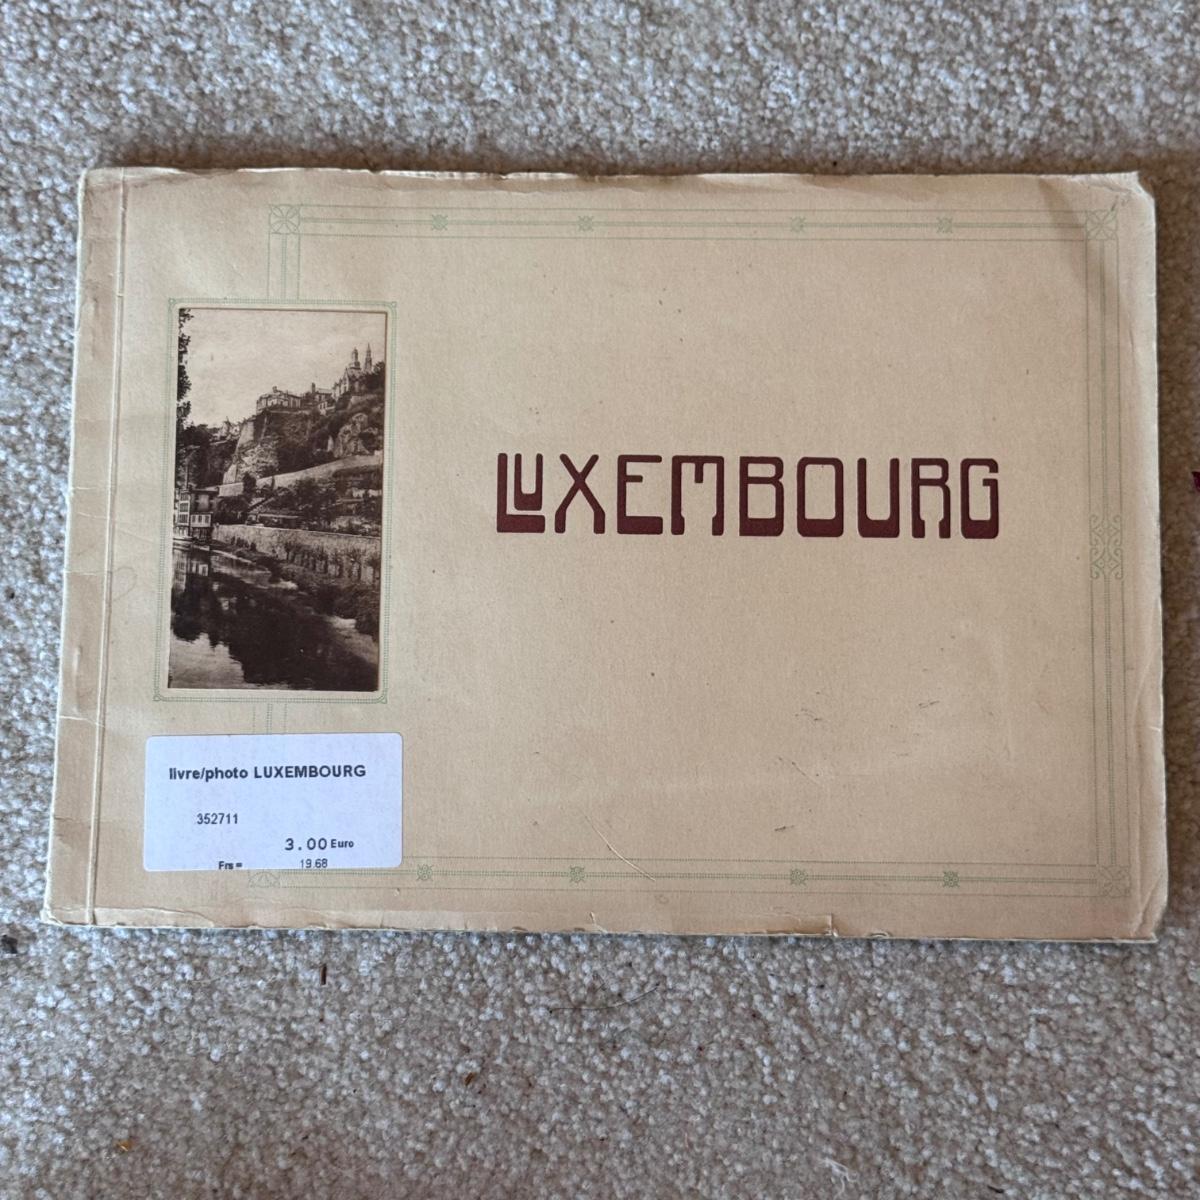 LUXEMBOURG
livre/photo LUXEMBOURG
352711
3.00 Euro
Frs = 19.68